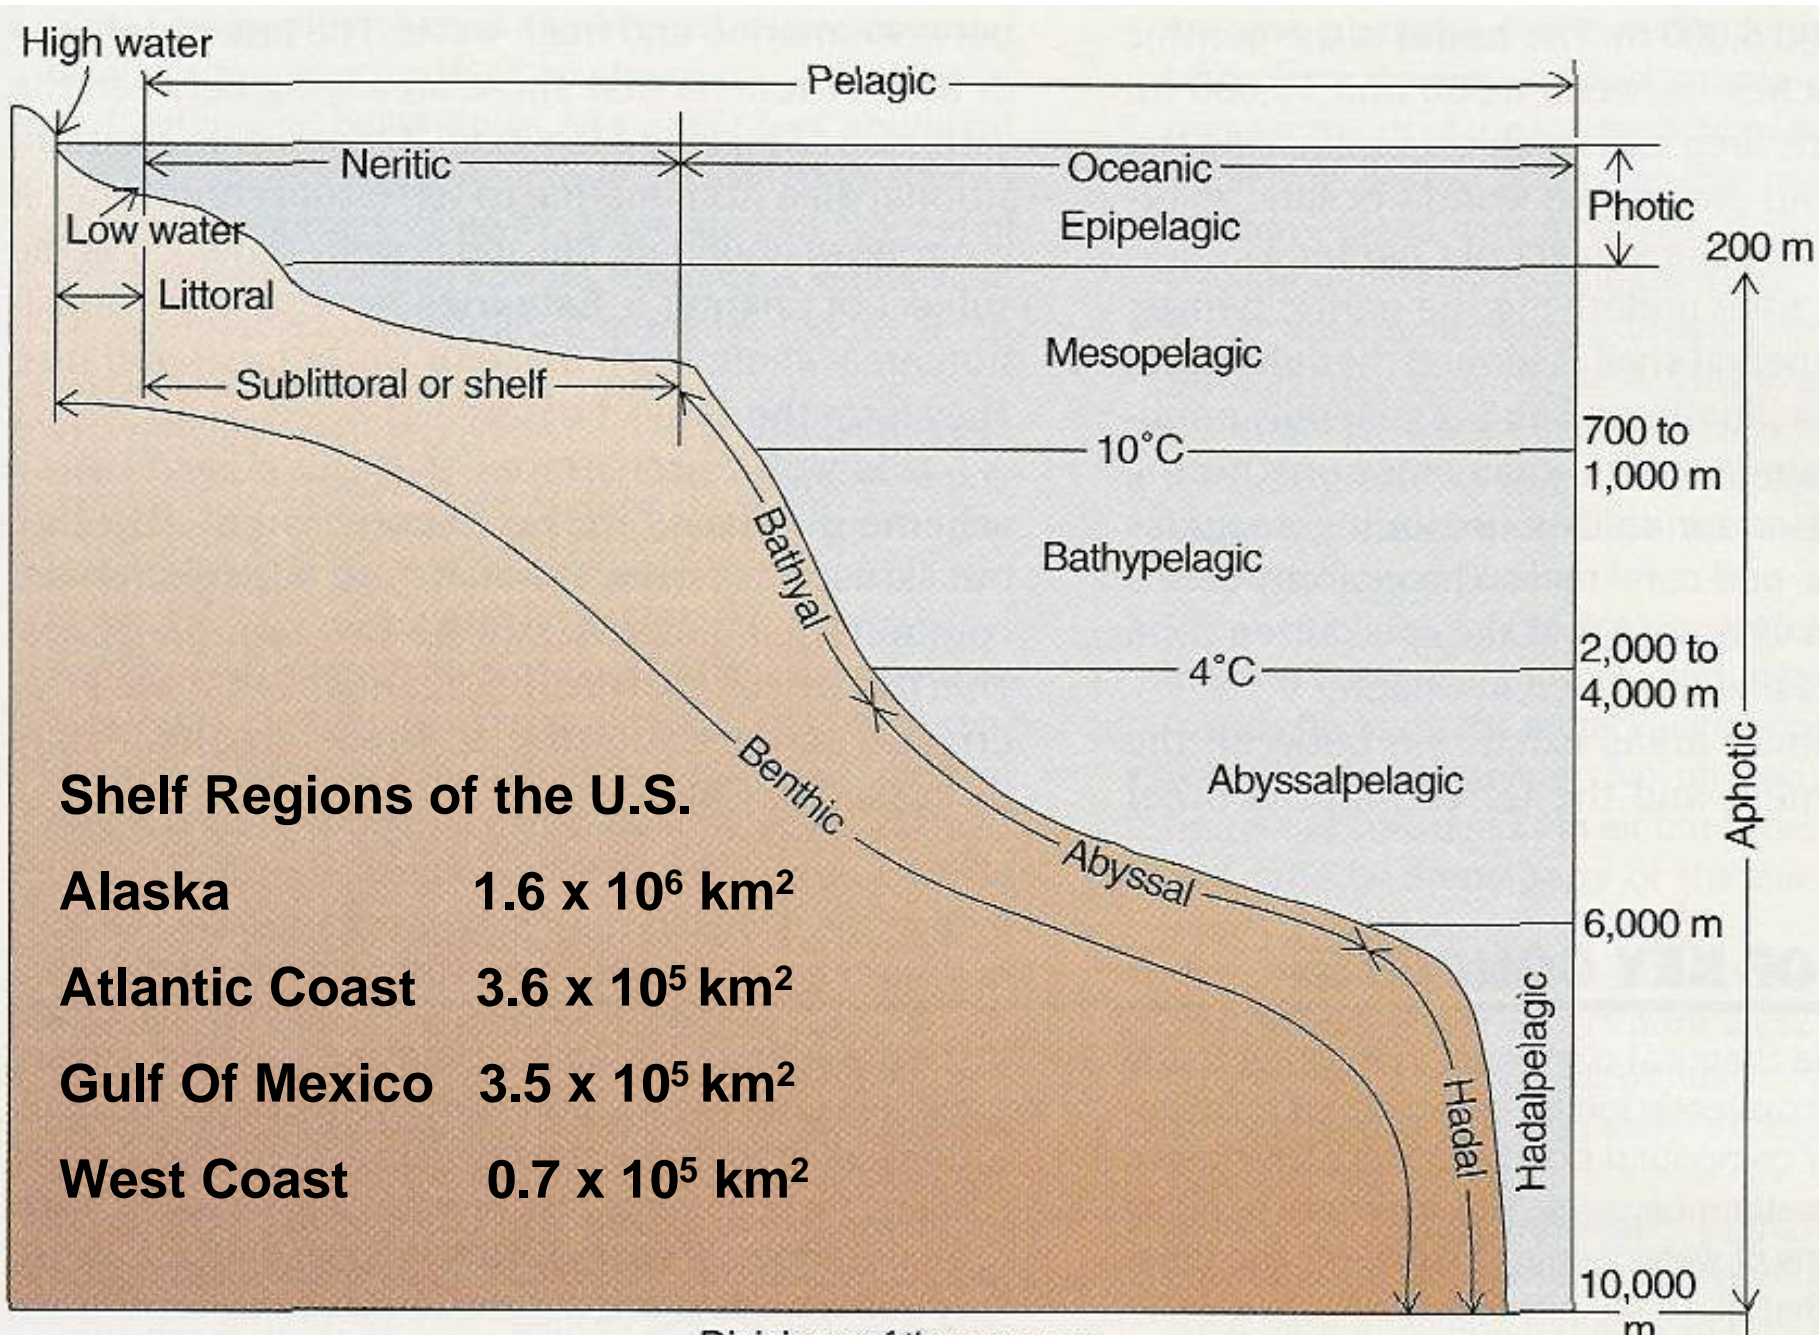 High water
Pelagic
Neritic
Oceanic
Photic
Low water
Epipelagic
200 m
Littoral
Mesopelagic
Sublittoral or shelf
10°C
700 to
1,000 m
Bathyal
Bathypelagic
4°C
2,000 to
4,000 m
Benthic
Abyssalpelagic
Aphotic
Abyssal
6,000 m
Hadal
Hadalpelagic
10,000
m
Shelf Regions of the U.S.
Alaska 1.6 x 10⁶ km²
Atlantic Coast 3.6 x 10⁵ km²
Gulf Of Mexico 3.5 x 10⁵ km²
West Coast 0.7 x 10⁵ km²